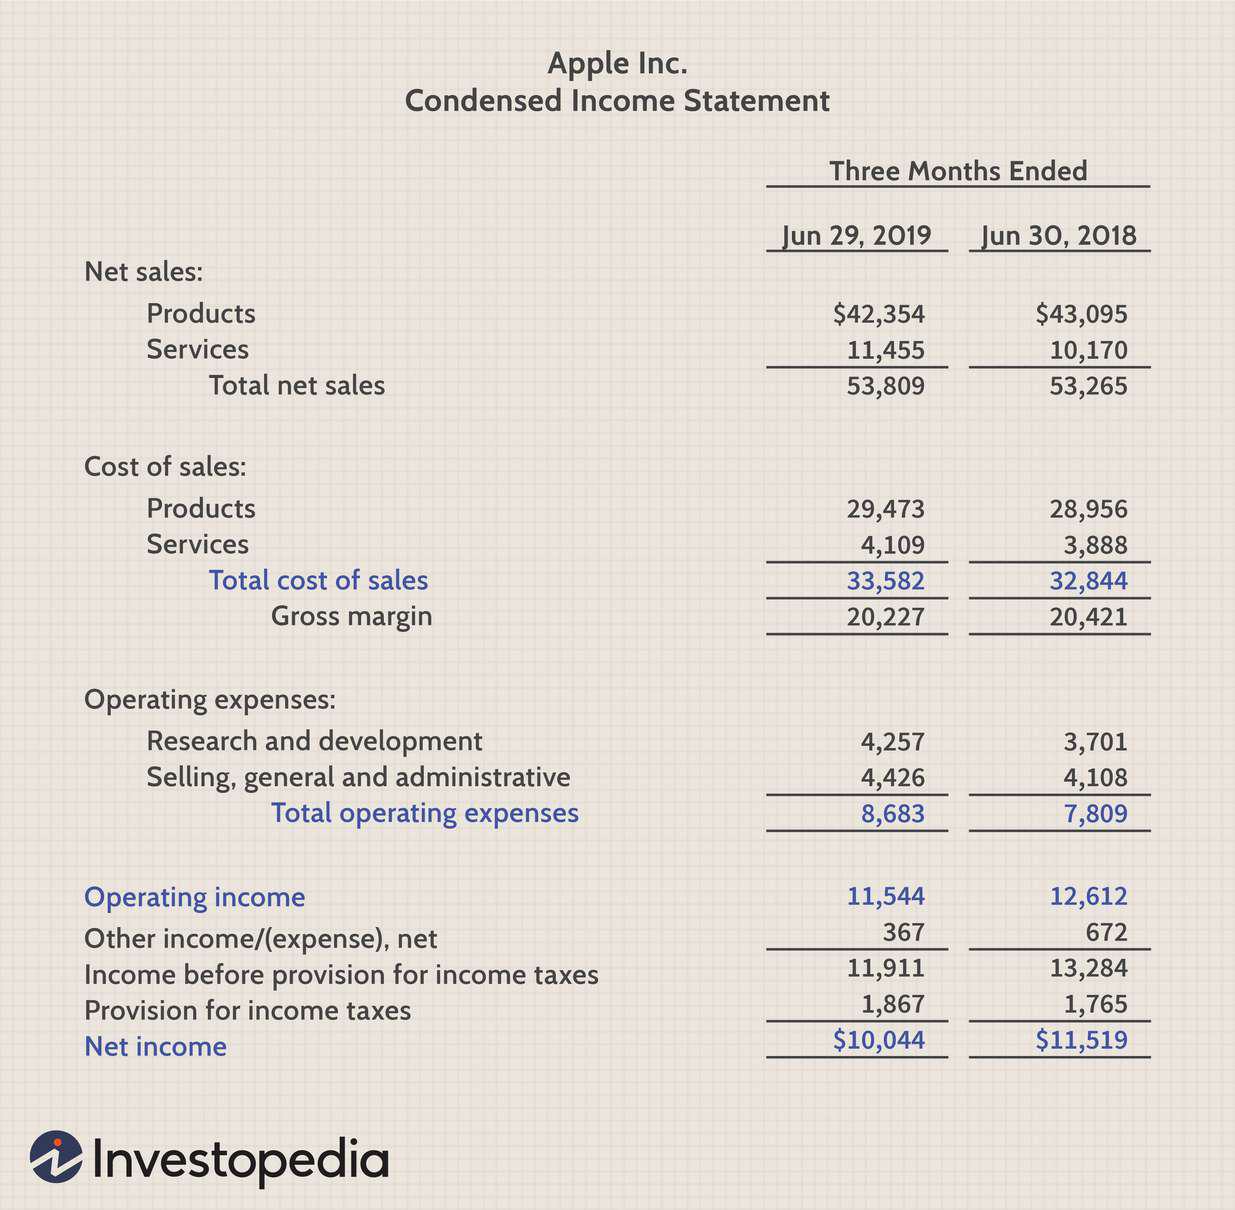 Apple Inc.
Condensed Income Statement
Three Months Ended
Jun 29, 2019 Jun 30, 2018
Net sales:
Products $42,354 $43,095
Services 11,455 10,170
Total net sales 53,809 53,265
Cost of sales:
Products 29,473 28,956
Services 4,109 3,888
Total cost of sales 33,582 32,844
Gross margin 20,227 20,421
Operating expenses:
Research and development 4,257 3,701
Selling, general and administrative 4,426 4,108
Total operating expenses 8,683 7,809
Operating income 11,544 12,612
Other income/(expense), net 367 672
Income before provision for income taxes 11,911 13,284
Provision for income taxes 1,867 1,765
Net income $10,044 $11,519
Investopedia